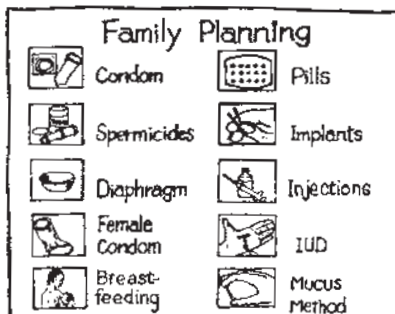 Family Planning
Condom
Pills
Spermicides
Implants
Diaphragm
Injections
Female
Condom
IUD
Breast-
feeding
Mucus
Method